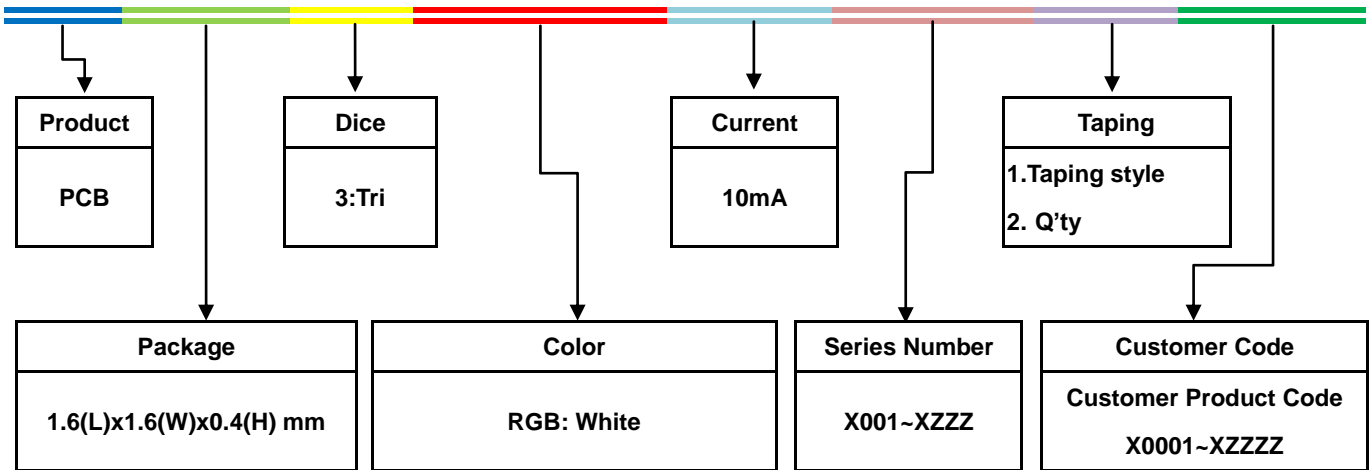 Product
PCB
Dice
3:Tri
Current
10mA
Taping
1.Taping style
2. Q’ty
Package
1.6(L)x1.6(W)x0.4(H) mm
Color
RGB: White
Series Number
X001~XZZZ
Customer Code
Customer Product Code
X0001~XZZZZ